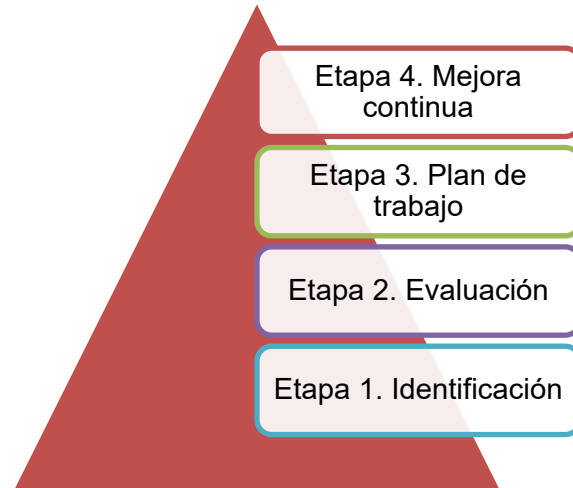 Etapa 4. Mejora
continua
Etapa 3. Plan de
trabajo
Etapa 2. Evaluación
Etapa 1. Identificación